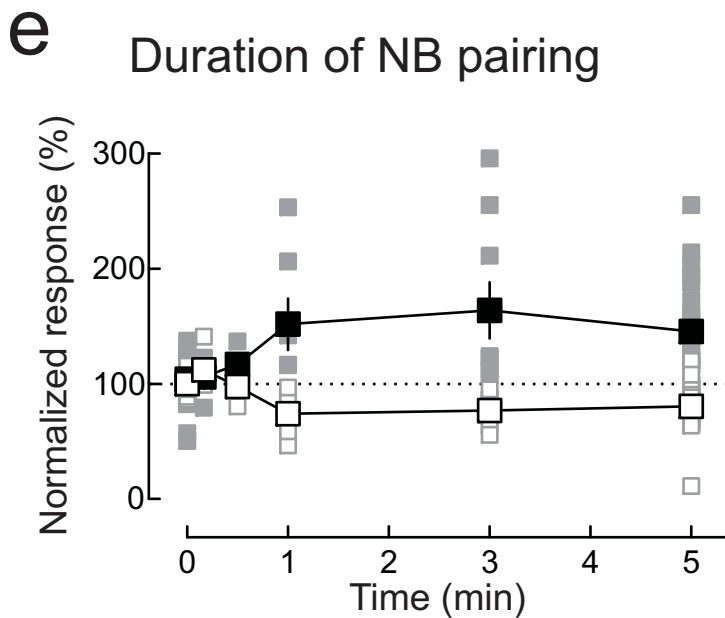 e
Duration of NB pairing
Normalized response (%)
300
200
100
0
0 1 2 3 4 5
Time (min)